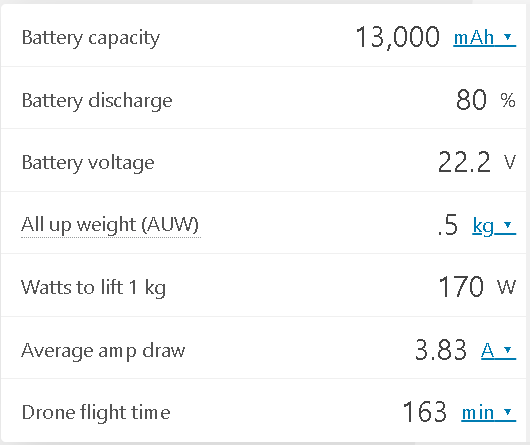 Battery capacity 13,000 mAh ▼
Battery discharge 80 %
Battery voltage 22.2 V
All up weight (AUW) .5 kg ▼
Watts to lift 1 kg 170 W
Average amp draw 3.83 A ▼
Drone flight time 163 min ▼